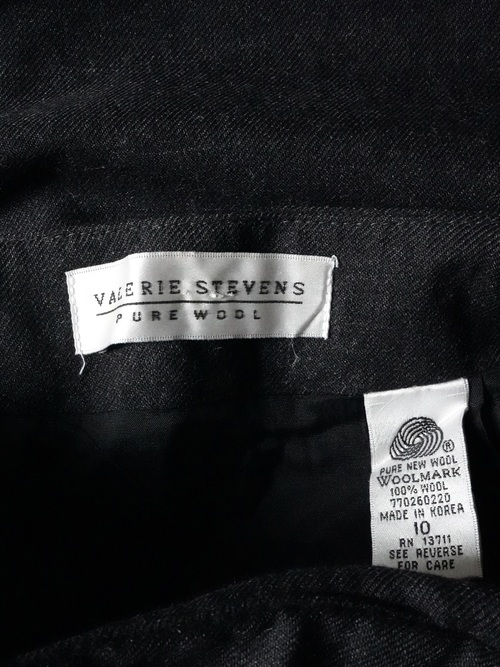 VALERIE STEVENS
PURE WOOL
®
PURE NEW WOOL
WOOLMARK
100% WOOL
770260220
MADE IN KOREA
10
RN 13711
SEE REVERSE
FOR CARE